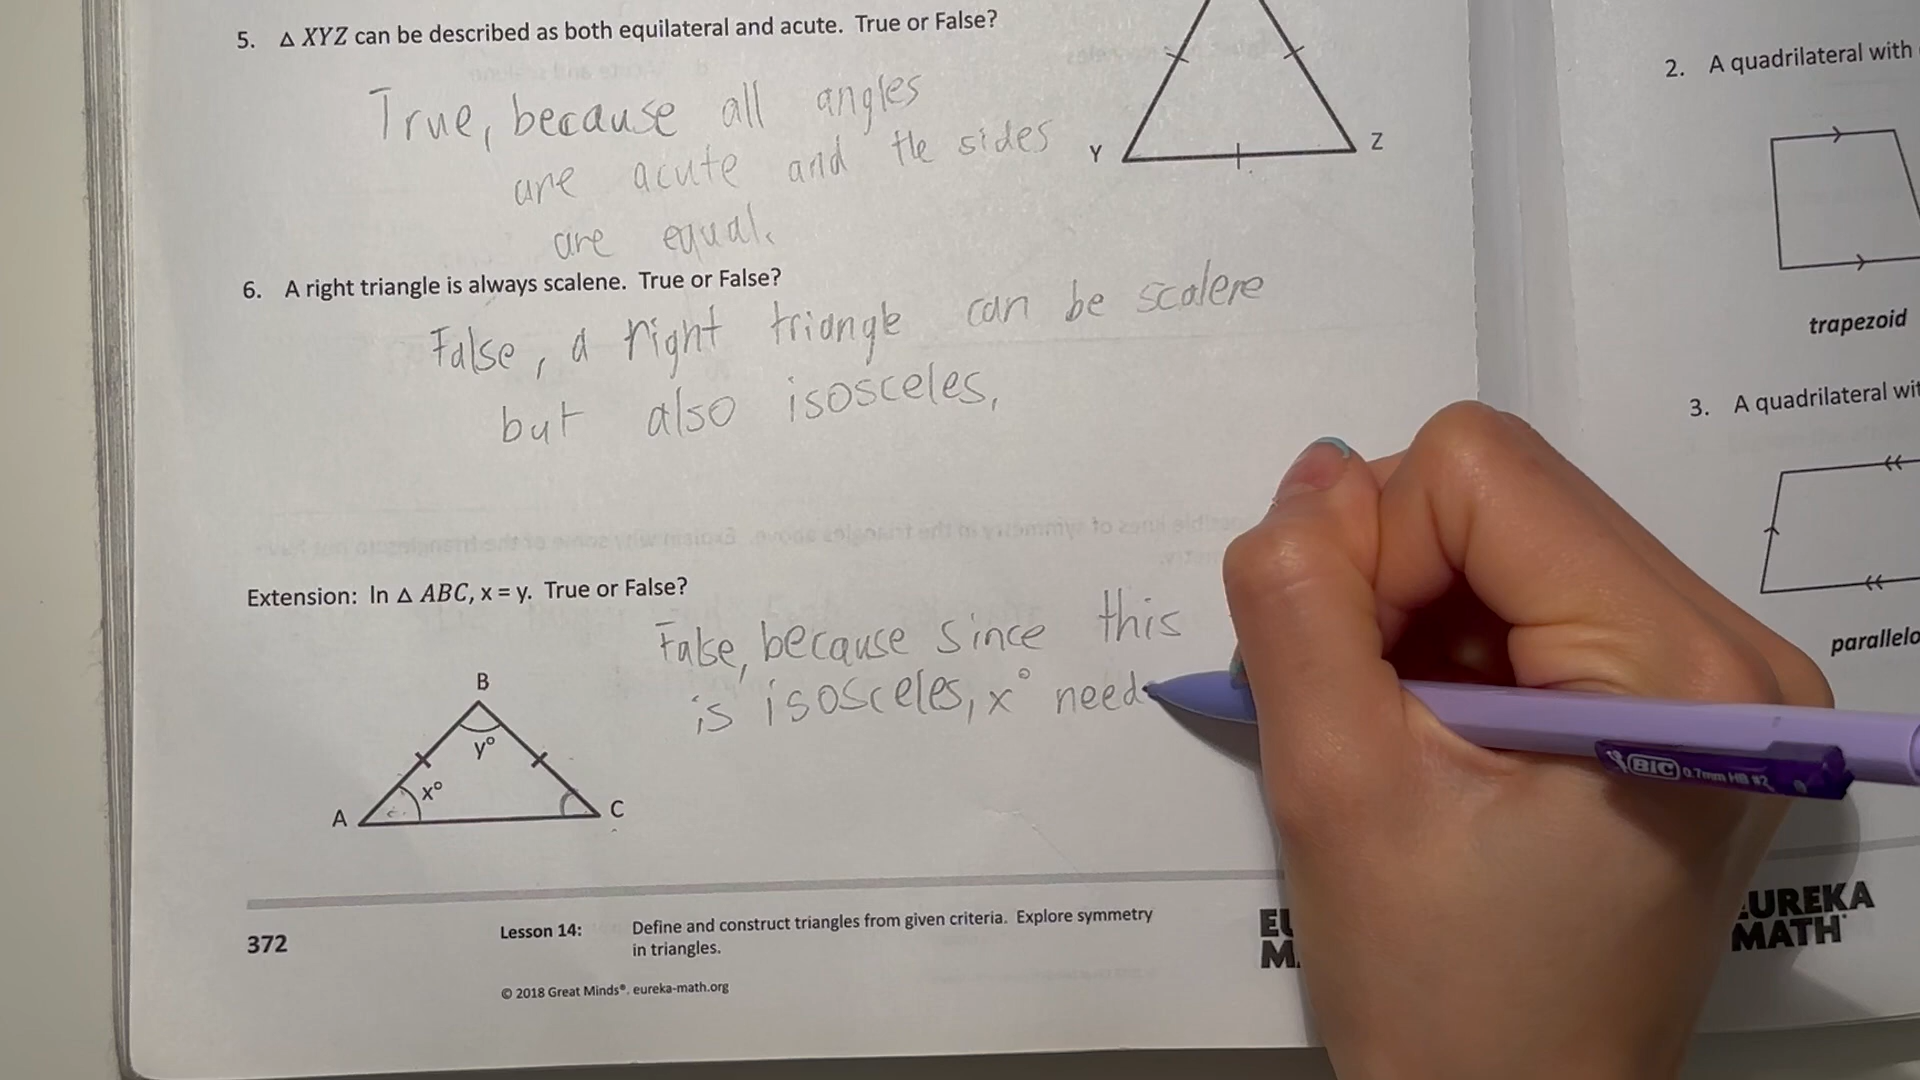 5. △ XYZ can be described as both equilateral and acute. True or False?
True, because all angles
are acute and the sides
are equal.
Y
Z
6. A right triangle is always scalene. True or False?
False, a right triangle can be scalene
but also isosceles,
Extension: In △ ABC, x = y. True or False?
False, because since this
is isosceles, x° need
B
y°
x°
A
C
372
Lesson 14: Define and construct triangles from given criteria. Explore symmetry
in triangles.
© 2018 Great Minds®. eureka-math.org
2. A quadrilateral with
trapezoid
3. A quadrilateral
EUREKA
MATH
BIC 0.7mm HB #2